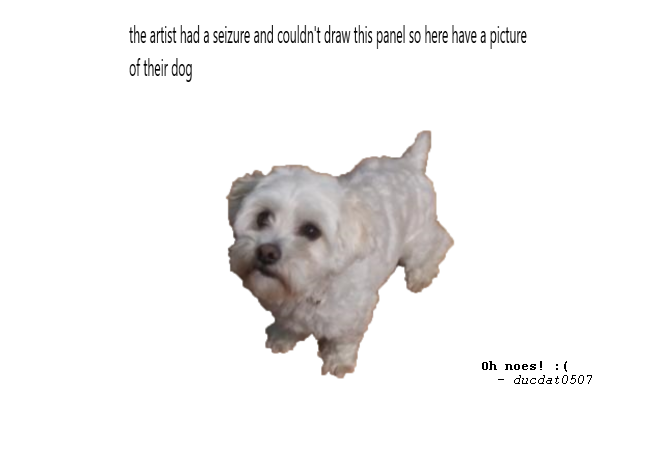 the artist had a seizure and couldn't draw this panel so here have a picture
of their dog
Oh noes! :(
- ducdat0507